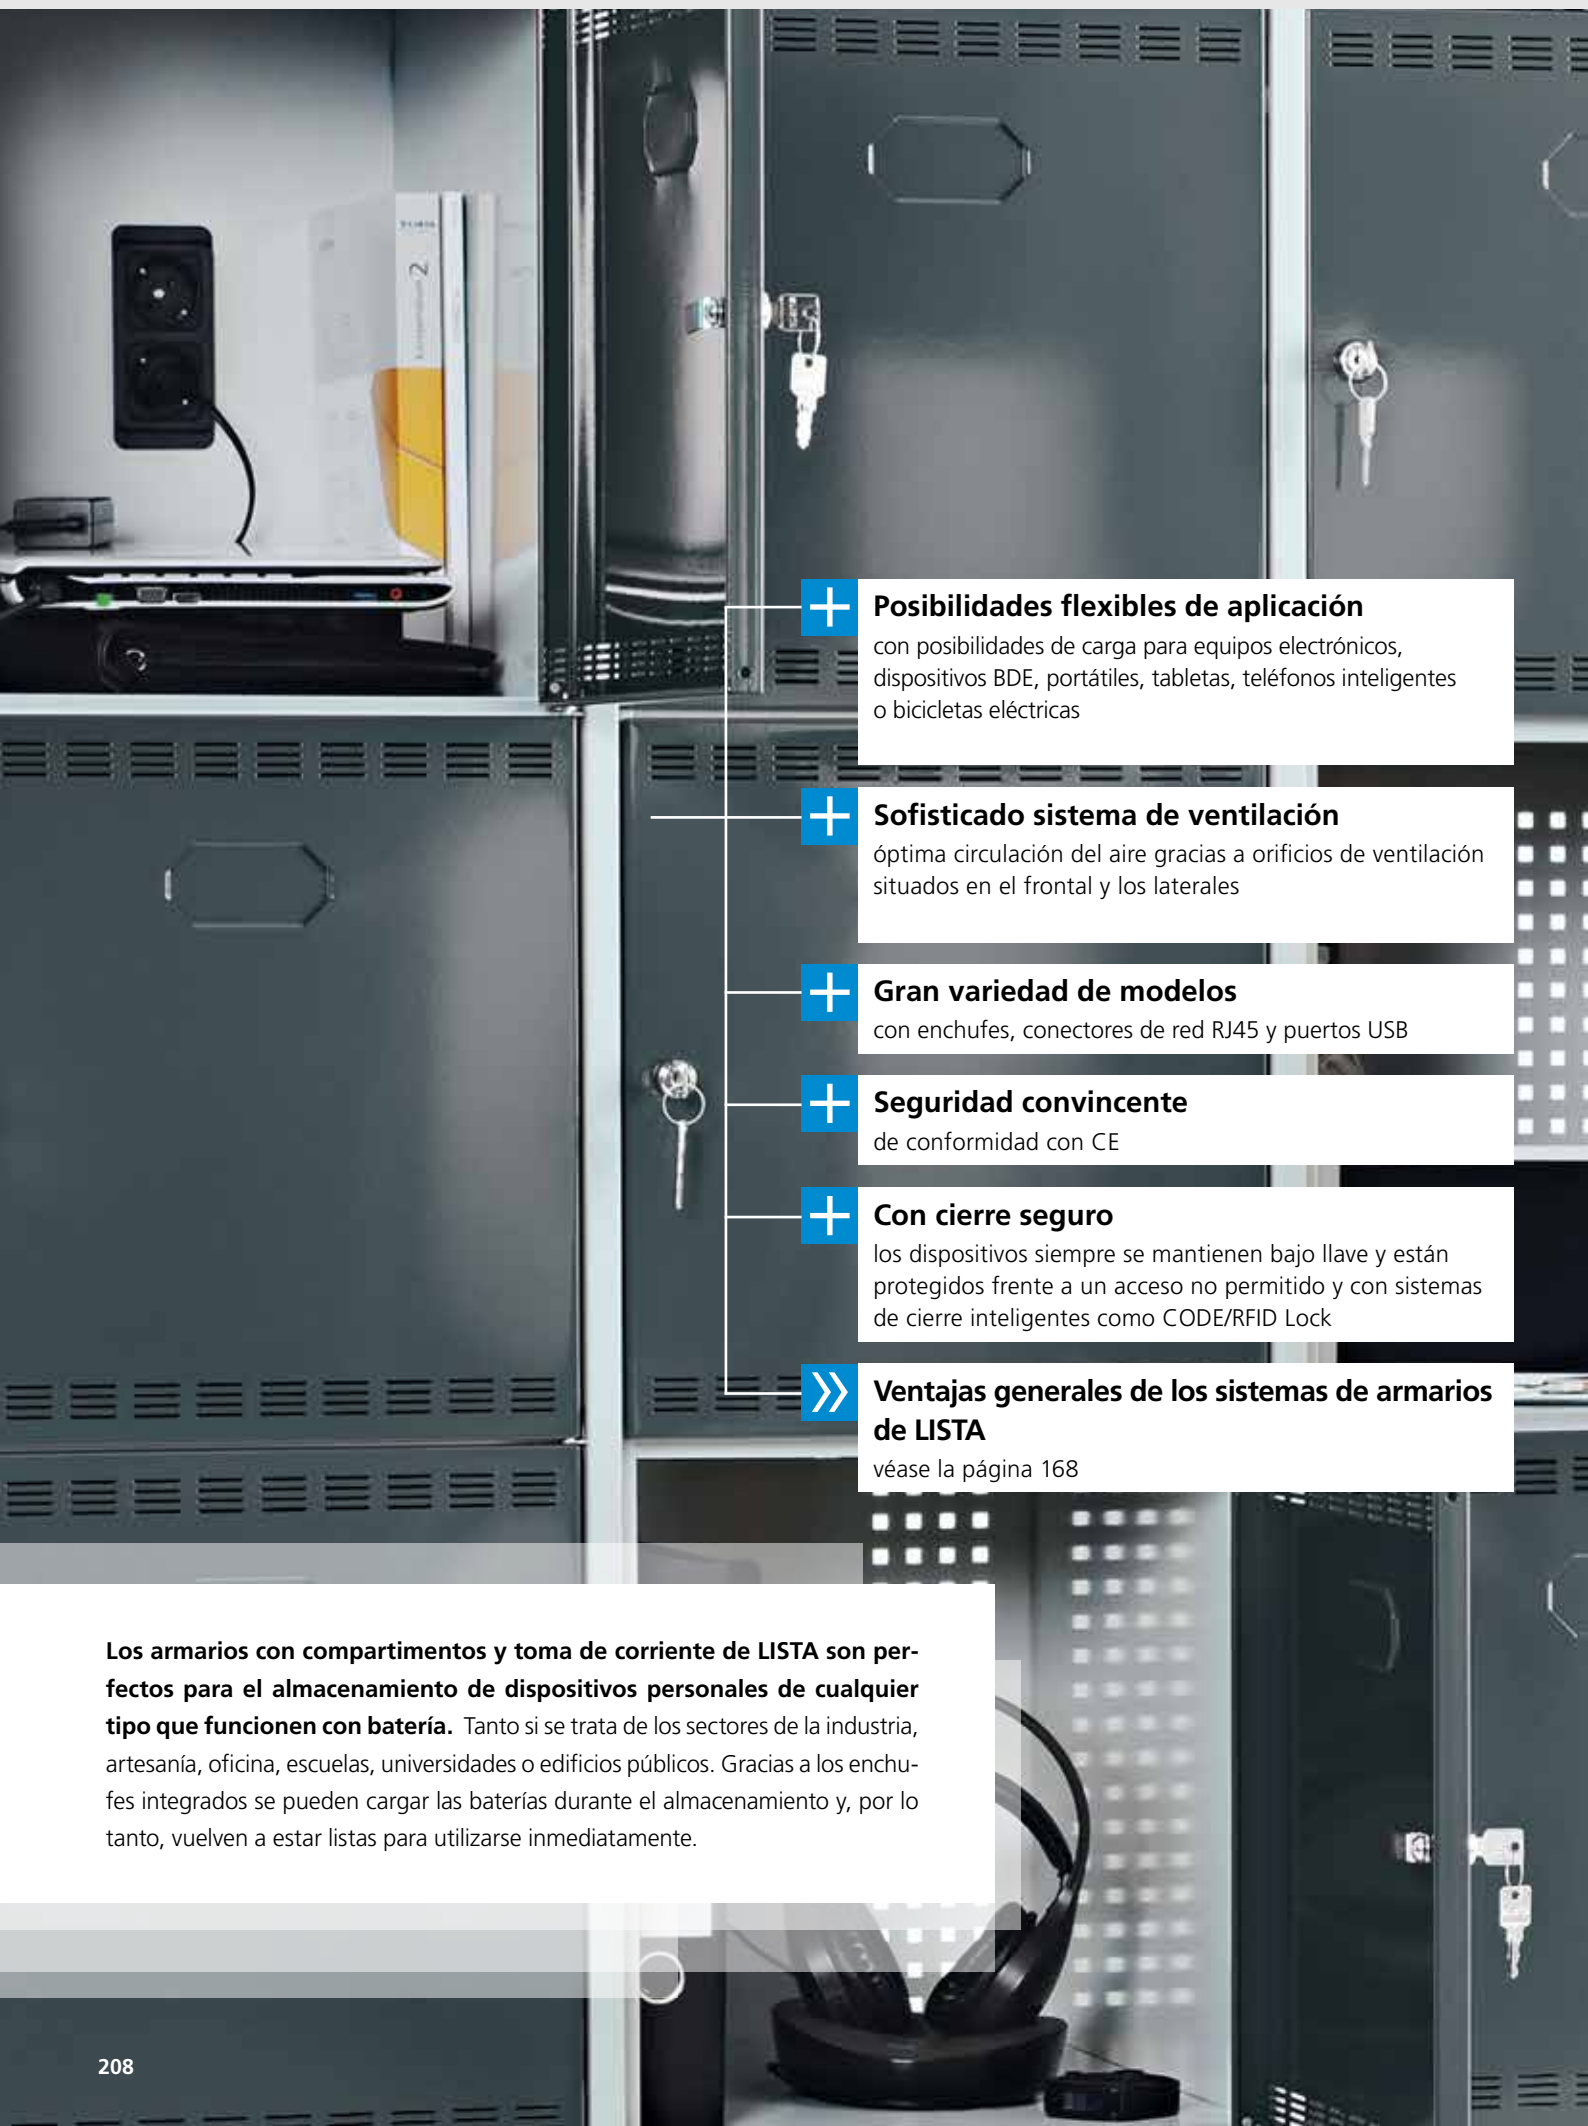 Posibilidades flexibles de aplicación
con posibilidades de carga para equipos electrónicos,
dispositivos BDE, portátiles, tabletas, teléfonos inteligentes
o bicicletas eléctricas
Sofisticado sistema de ventilación
óptima circulación del aire gracias a orificios de ventilación
situados en el frontal y los laterales
Gran variedad de modelos
con enchufes, conectores de red RJ45 y puertos USB
Seguridad convincente
de conformidad con CE
Con cierre seguro
los dispositivos siempre se mantienen bajo llave y están
protegidos frente a un acceso no permitido y con sistemas
de cierre inteligentes como CODE/RFID Lock
Ventajas generales de los sistemas de armarios
de LISTA
véase la página 168
Los armarios con compartimentos y toma de corriente de LISTA son per-
fectos para el almacenamiento de dispositivos personales de cualquier
tipo que funcionen con batería. Tanto si se trata de los sectores de la industria,
artesanía, oficina, escuelas, universidades o edificios públicos. Gracias a los enchu-
fes integrados se pueden cargar las baterías durante el almacenamiento y, por lo
tanto, vuelven a estar listas para utilizarse inmediatamente.
208